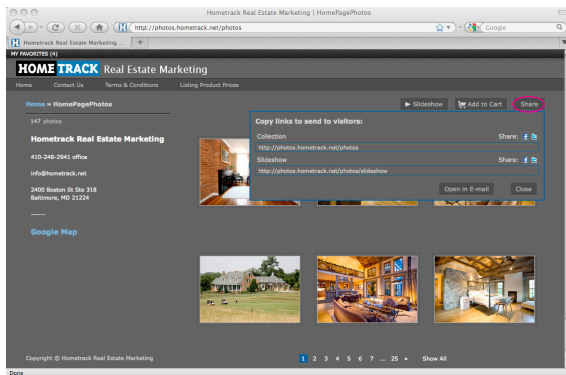 Hometrack Real Estate Marketing | HomePagePhotos
http://photos.hometrack.net/photos
Google
Hometrack Real Estate Marketing ...
MY FAVORITES (4)
HOME TRACK Real Estate Marketing
Home Contact Us Terms & Conditions Listing Product Prices
Home » HomePagePhotos
Slideshow Add to Cart Share
147 photos
Hometrack Real Estate Marketing
410-248-2941 office
info@hometrack.net
2400 Boston St Ste 318
Baltimore, MD 21224
------
Google Map
Copy links to send to visitors:
Collection Share:
http://photos.hometrack.net/photos
Slideshow Share:
http://photos.hometrack.net/photos/slideshow
Open in E-mail Close
Copyright © Hometrack Real Estate Marketing
1 2 3 4 5 6 7 ... 25 » Show All
Done